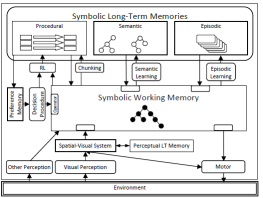 Symbolic Long-Term Memories
Procedural
Semantic
Episodic
RL
Chunking
Semantic
Learning
Episodic
Learning
Preference
Memory
Decision
Procedure
Symbolic Working Memory
Spatial-Visual System
Perceptual LT Memory
Other Perception
Visual Perception
Motor
Environment